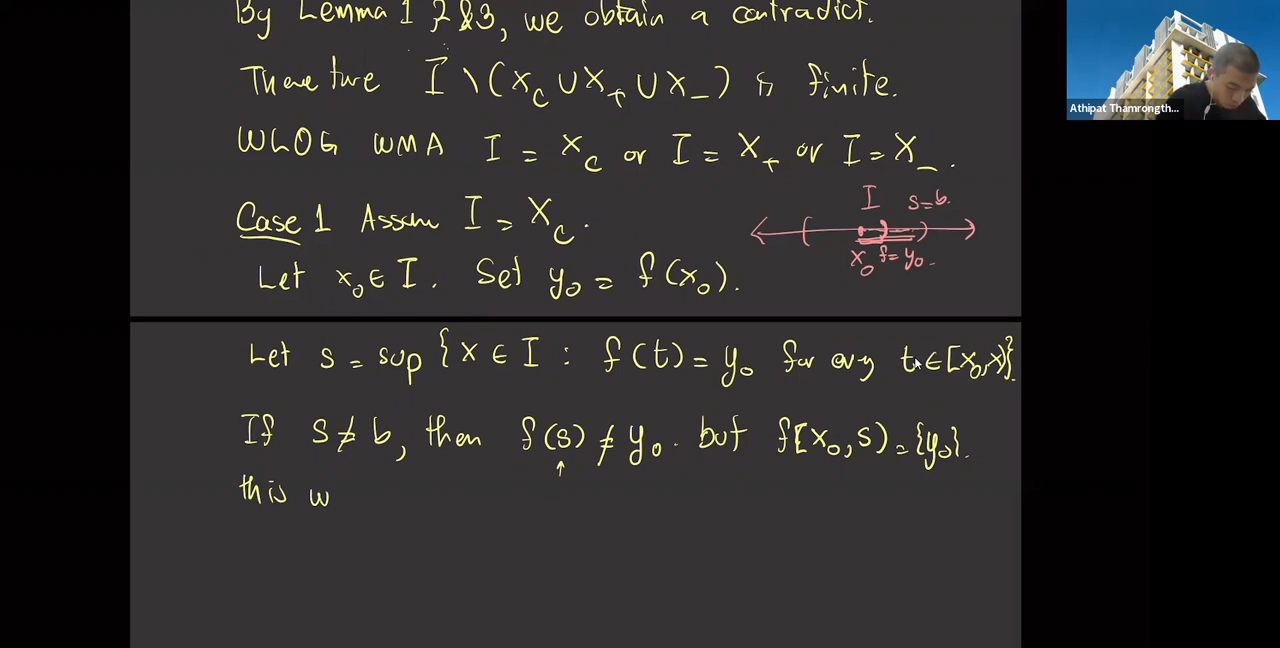 By Lemma 1, 2 & 3, we obtain a contradict.
Therefore I \ (X_c ∪ X_+ ∪ X_-) is finite.
WLOG WMA I = X_c or I = X_+ or I = X_-.
Case 1 Assume I = X_c.
I s=b.
x_0 f=y_0.
Let x_0 ∈ I. Set y_0 = f(x_0).
Let s = sup {x ∈ I : f(t) = y_0 for any t ∈ [x_0, x)}.
If s ≠ b, then f(s) ≠ y_0. but f[x_0, s) = {y_0}.
this w
Athipat Thamrongth...